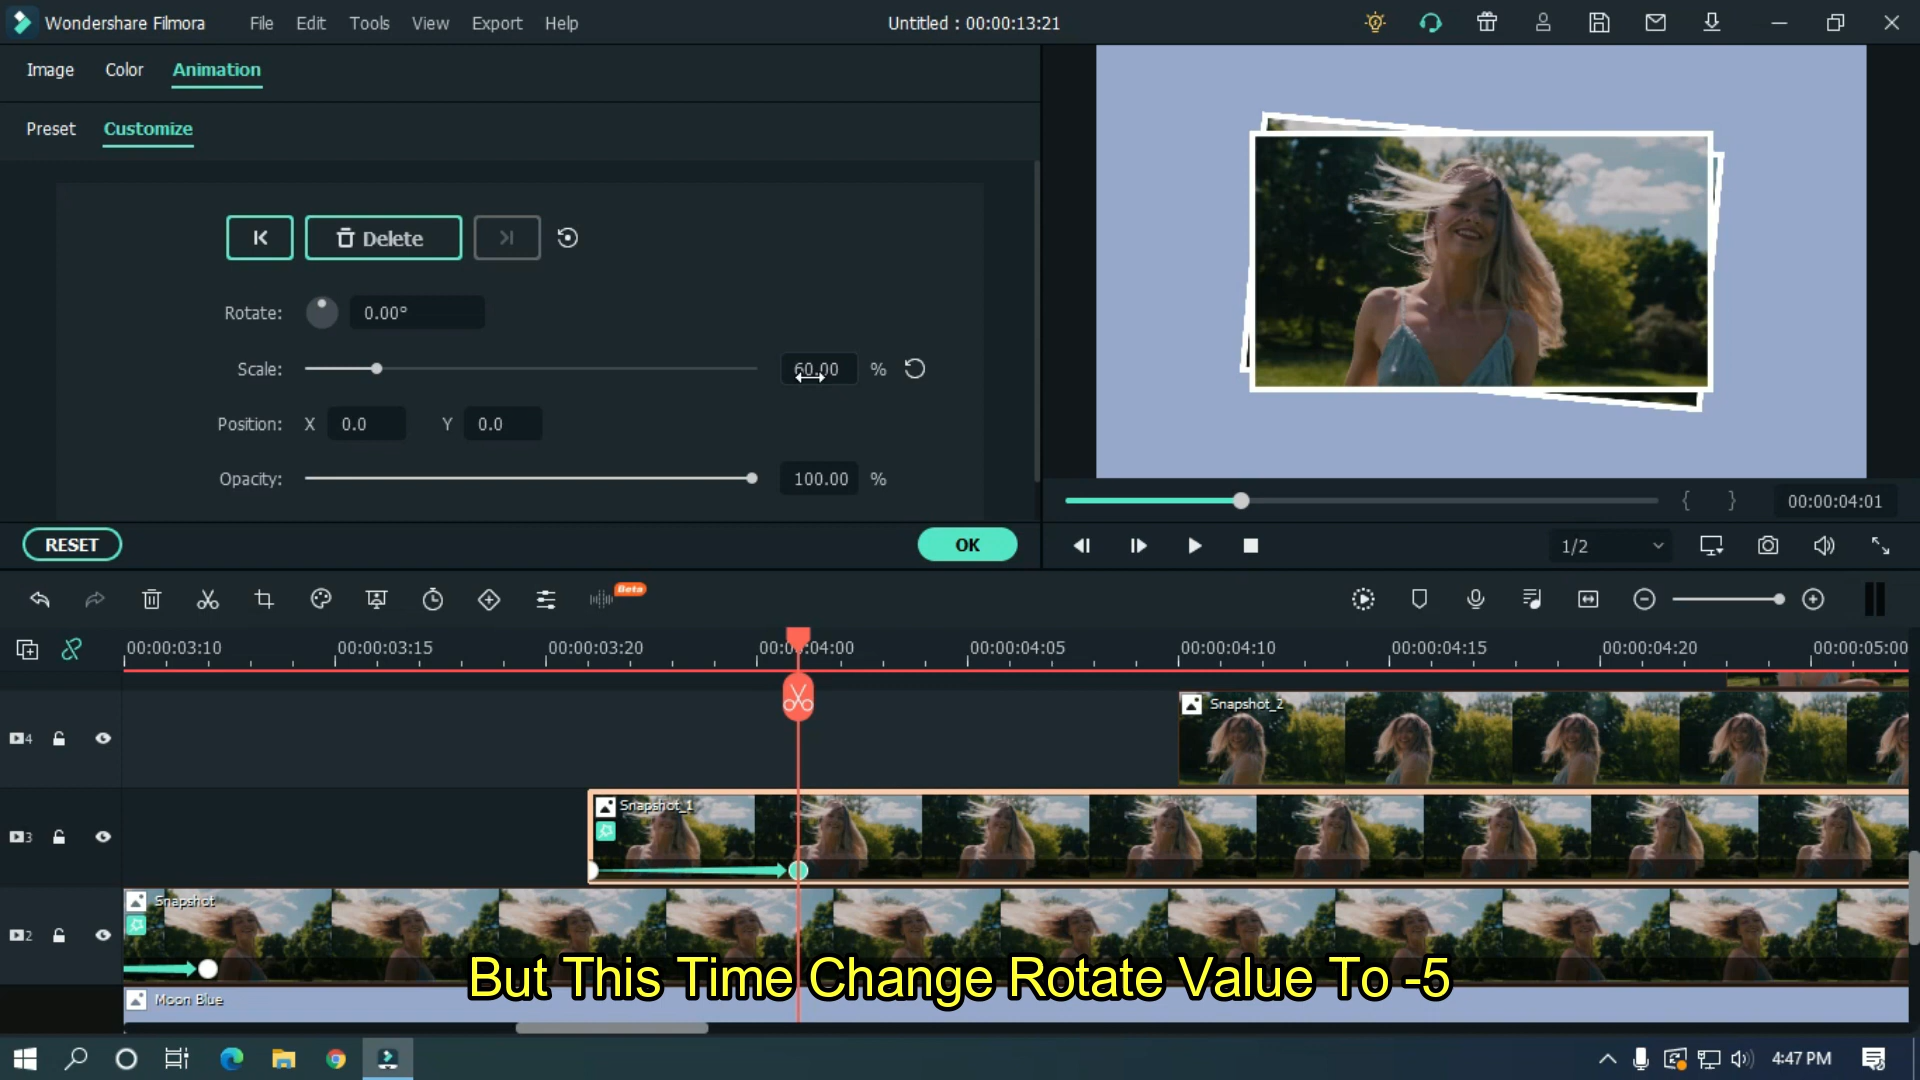 Wondershare Filmora File Edit Tools View Export Help Untitled : 00:00:13:21
Image Color Animation
Preset Customize
Delete
Rotate: 0.00°
Scale: 60.00 %
Position: X 0.0 Y 0.0
Opacity: 100.00 %
{ } 00:00:04:01
RESET OK
1/2
Beta
00:00:03:10 00:00:03:15 00:00:03:20 00:00:04:00 00:00:04:05 00:00:04:10 00:00:04:15 00:00:04:20 00:00:05:00
4 Snapshot_2
3 Snapshot_1
2 Snapshot
But This Time Change Rotate Value To -5
Moon Blue
4:47 PM